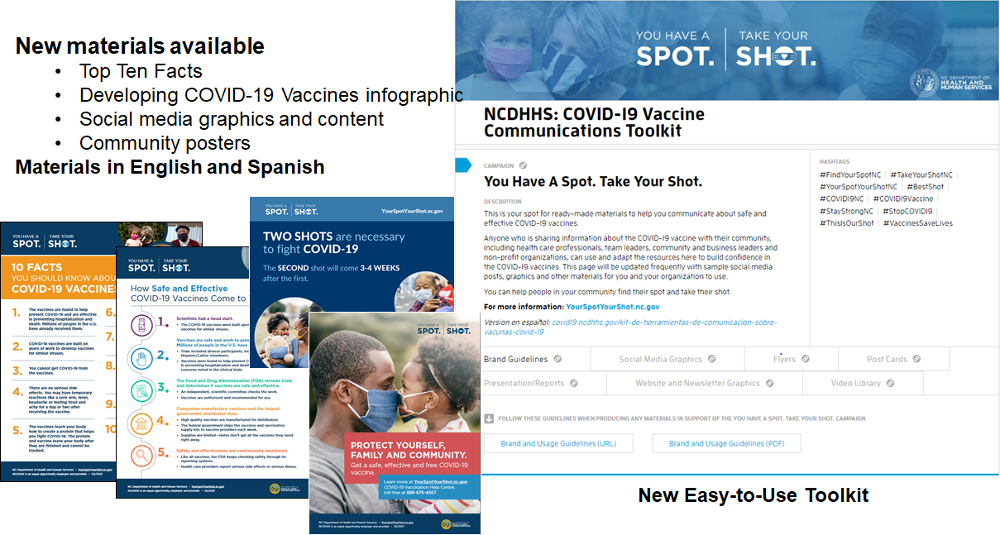 New materials available
• Top Ten Facts
• Developing COVID-19 Vaccines infographic
• Social media graphics and content
• Community posters
Materials in English and Spanish
YOU HAVE A
SPOT.
TAKE YOUR
SHOT.
10 FACTS
YOU SHOULD KNOW ABOU
COVID-19 VACCINES
1. The vaccines are found to help
prevent COVID-19 and are effective
in preventing hospitalization and
death. Millions of people in the U.S.
have already received them.
2. COVID-19 vaccines are built on
years of work to develop vaccines
for similar viruses.
3. You cannot get COVID-19 from
the vaccines.
4. There are no serious side
effects. You may have temporary
reactions like a sore arm, fever,
headache or feeling tired and
achy for a day or two after
receiving the vaccine.
5. The vaccines teach your body
how to create a protein that helps
you fight COVID-19. The protein
and vaccine leave your body after
they are finished and cannot be
tracked.
6.
7.
8.
9.
10
NC Department of Health and Human Services • YourSpotYourShot.nc.gov
NCDHHS is an equal opportunity employer and provider. • 02/2021
YOU HAVE A
SPOT.
TAKE YOUR
SHOT.
How Safe and Effective
COVID-19 Vaccines Come to
1. Scientists had a head start.
• The COVID-19 vaccines were built upon
vaccines for similar viruses.
2. Vaccines are safe and work to prev
Millions of people in the U.S. have
• Trials included diverse participants, inc
Hispanic/Latinx volunteers.
• Vaccines were found to help prevent C
in preventing hospitalization and death
concerns noted in the clinical trials.
3. The Food and Drug Administration (FDA) reviews trials
and determines if vaccines are safe and effective.
• An independent, scientific committee checks the work.
• Vaccines are authorized and recommended for use.
4. Companies manufacture vaccines and the federal
government distributes them.
• High quality vaccines are manufactured for distribution.
• The federal government ships the vaccines and vaccination
supply kits to vaccine providers each week.
• Supplies are limited—states don't get all the vaccines they need
right away.
5. Safety and effectiveness are continuously monitored.
• Like all vaccines, the FDA keeps checking safety through its
reporting systems.
• Health care providers report serious side effects or serious illness.
NC Department of Health and Human Services • YourSpotYourShot.nc.gov
NCDHHS is an equal opportunity employer and provider. • 02/2021
YOU HAVE A
SPOT.
TAKE YOUR
SHOT.
YourSpotYourShot.nc.gov
TWO SHOTS are necessary
to fight COVID-19
The SECOND shot will come 3-4 WEEKS
after the first.
YOU HAVE A
SPOT.
TAKE YOUR
SHOT.
PROTECT YOURSELF,
FAMILY AND COMMUNITY.
Get a safe, effective and free COVID-19
vaccine.
Learn more at YourSpotYourShot.nc.gov
COVID-19 Vaccination Help Center,
toll-free at 888-675-4567.
NC Department of Health and Human Services • YourSpotYourShot.nc.gov
NCDHHS is an equal opportunity employer and provider. • 02/2021
YOU HAVE A
SPOT.
TAKE YOUR
SHOT.
NC DEPARTMENT OF
HEALTH AND
HUMAN SERVICES
NCDHHS: COVID-19 Vaccine
Communications Toolkit
CAMPAIGN
You Have A Spot. Take Your Shot.
DESCRIPTION
This is your spot for ready-made materials to help you communicate about safe and
effective COVID-19 vaccines.
Anyone who is sharing information about the COVID-19 vaccine with their community,
including health care professionals, team leaders, community and business leaders and
non-profit organizations, can use and adapt the resources here to build confidence in
the COVID-19 vaccines. This page will be updated frequently with sample social media
posts, graphics and other materials for you and your organization to use.
You can help people in your community find their spot and take their shot.
For more information: YourSpotYourShot.nc.gov
Versión en español: covid19.ncdhhs.gov/kit-de-herramientas-de-comunicacion-sobre-
vacunas-covid-19
HASHTAGS
#FindYourSpotNC | #TakeYourShotNC |
#YourSpotYourShotNC | #BestShot |
#COVID19NC | #COVID19Vaccine |
#StayStrongNC | #StopCOVID19 |
#ThisIsOurShot | #VaccinesSaveLives
Brand Guidelines
Social Media Graphics
Flyers
Post Cards
Presentation/Reports
Website and Newsletter Graphics
Video Library
FOLLOW THESE GUIDELINES WHEN PRODUCING ANY MATERIALS IN SUPPORT OF THE YOU HAVE A SPOT. TAKE YOUR SHOT. CAMPAIGN
Brand and Usage Guidelines (URL)
Brand and Usage Guidelines (PDF)
New Easy-to-Use Toolkit